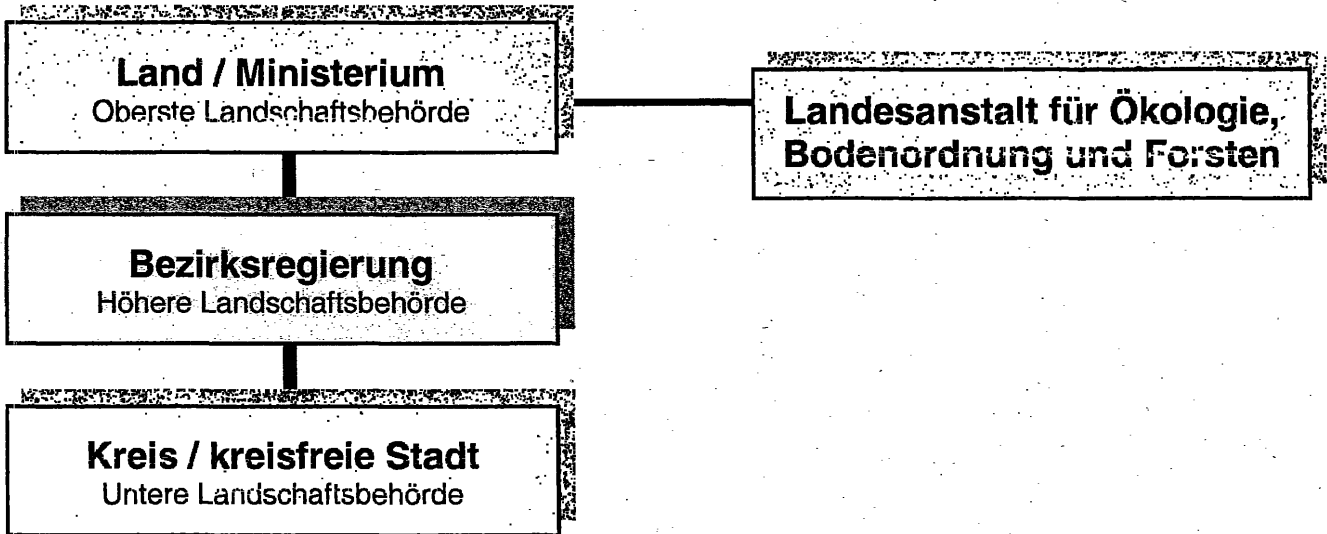 Land / Ministerium
Oberste Landschaftsbehörde
Landesanstalt für Ökologie,
Bodenordnung und Forsten
Bezirksregierung
Höhere Landschaftsbehörde
Kreis / kreisfreie Stadt
Untere Landschaftsbehörde